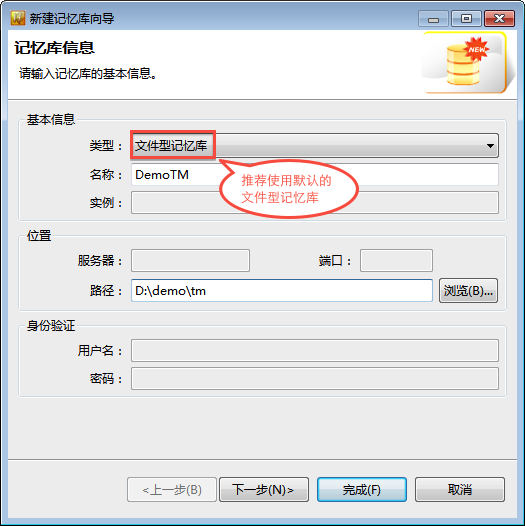 新建记忆库向导
记忆库信息
NEW
请输入记忆库的基本信息。
基本信息
类型： 文件型记忆库
名称： DemoTM
推荐使用默认的
文件型记忆库
实例：
位置
服务器： 端口：
路径： D:\demo\tm 浏览(B)...
身份验证
用户名：
密码：
<上一步(B) 下一步(N)> 完成(F) 取消